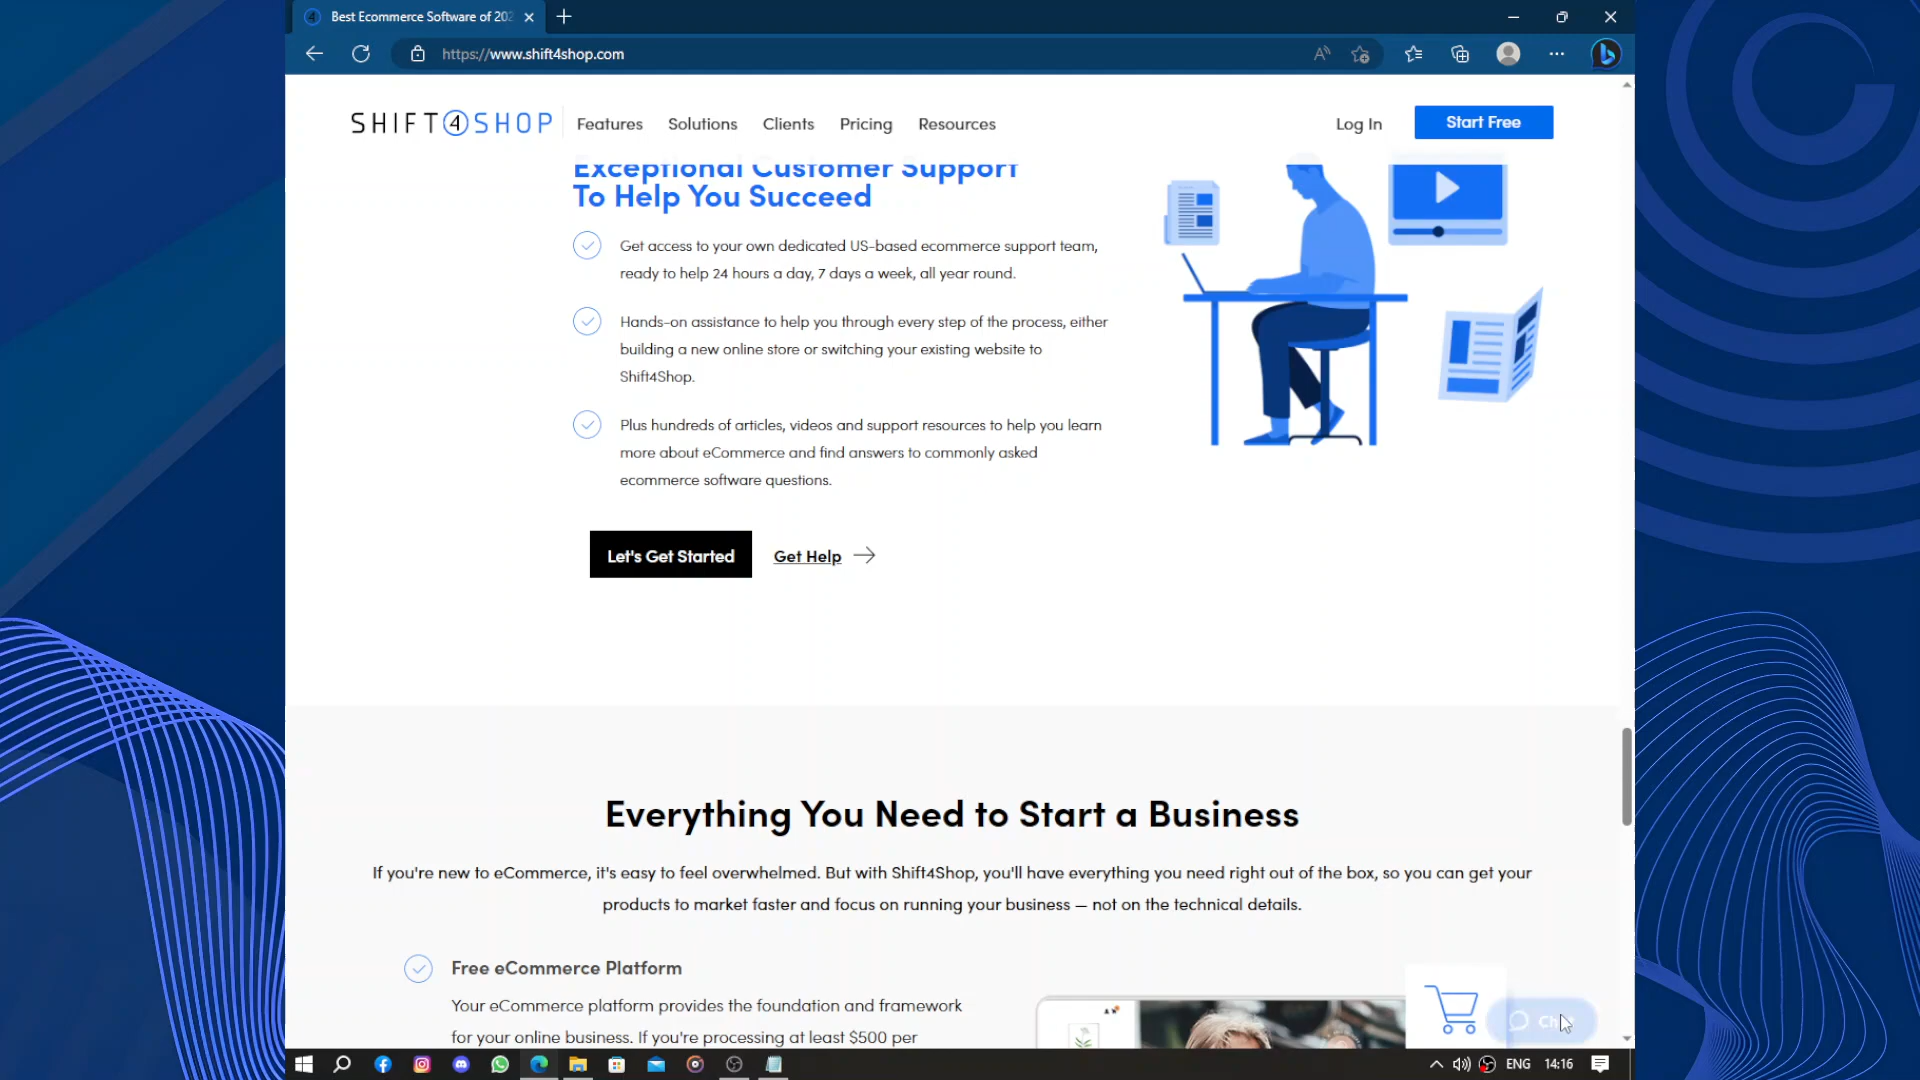 Best Ecommerce Software of 202
https://www.shift4shop.com
SHIFT4SHOP
Features
Solutions
Clients
Pricing
Resources
Log In
Start Free
Exceptional Customer Support
To Help You Succeed
Get access to your own dedicated US-based ecommerce support team,
ready to help 24 hours a day, 7 days a week, all year round.
Hands-on assistance to help you through every step of the process, either
building a new online store or switching your existing website to
Shift4Shop.
Plus hundreds of articles, videos and support resources to help you learn
more about eCommerce and find answers to commonly asked
ecommerce software questions.
Let's Get Started
Get Help
Everything You Need to Start a Business
If you're new to eCommerce, it's easy to feel overwhelmed. But with Shift4Shop, you'll have everything you need right out of the box, so you can get your
products to market faster and focus on running your business — not on the technical details.
Free eCommerce Platform
Your eCommerce platform provides the foundation and framework
for your online business. If you're processing at least $500 per
ENG
14:16